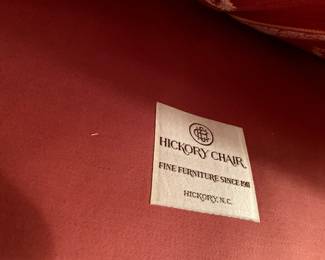 HICKORY CHAIR
FINE FURNITURE SINCE 1911
HICKORY, N.C.